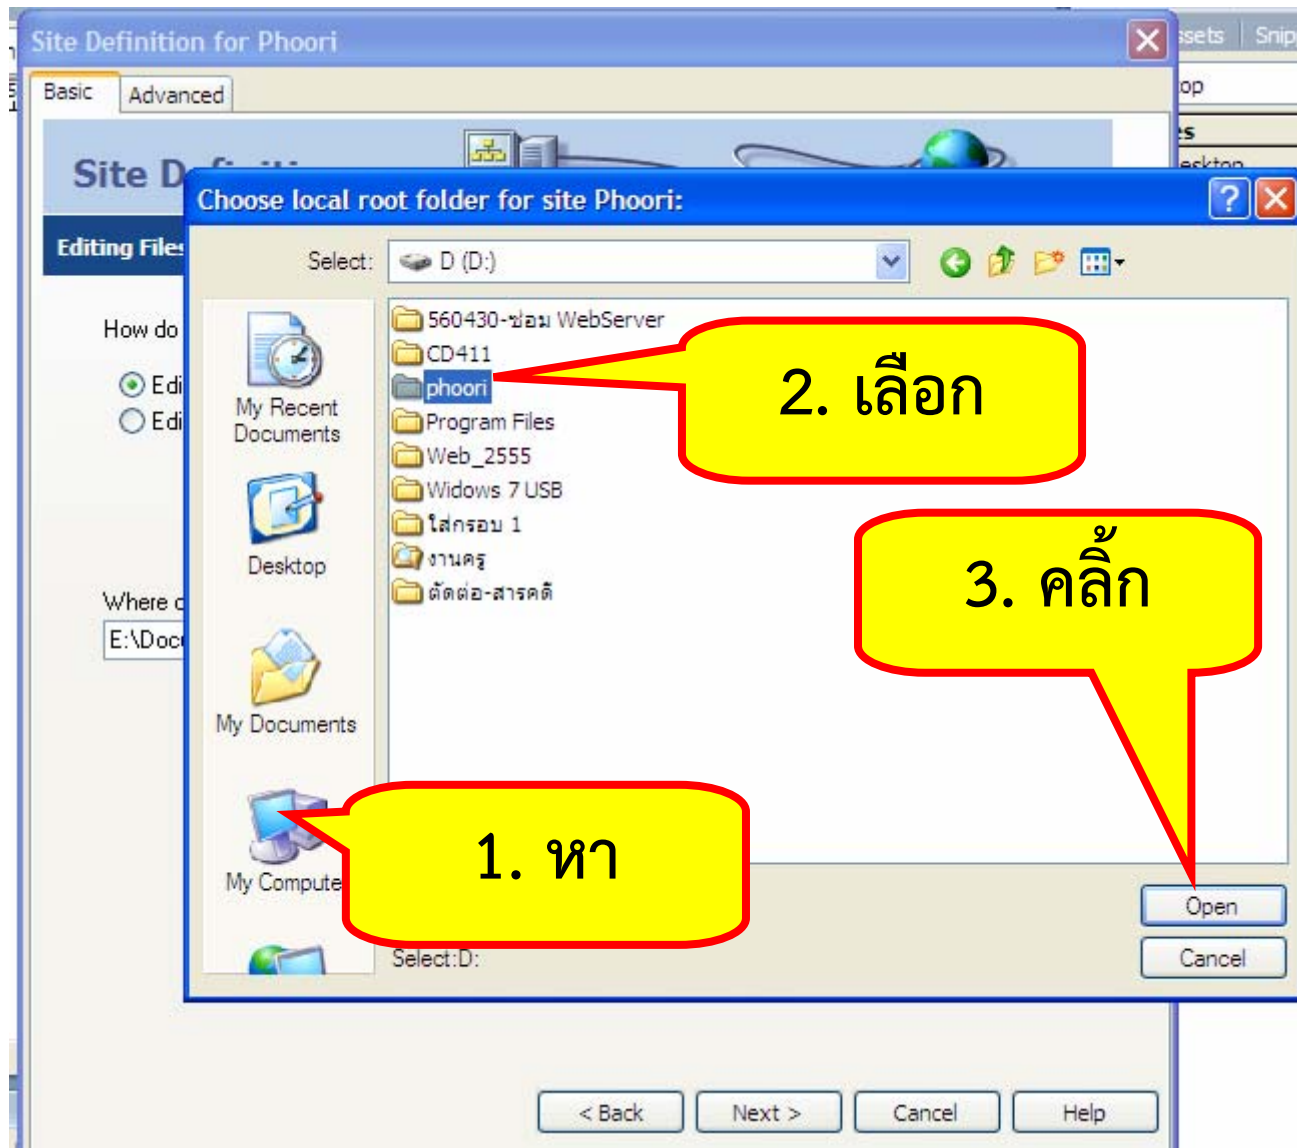 Site Definition for Phoori
ssets Snip
Basic Advanced
op
es
Site D
esktop
Choose local root folder for site Phoori:
Editing Files
Select: D (D:)
How do
Edi
Edi
My Recent
Documents
Desktop
My Documents
My Compute
560430-ซ่อม WebServer
CD411
phoori
Program Files
Web_2555
Widows 7 USB
ใส่กรอบ 1
งานครู
ตัดต่อ-สารคดี
2. เลือก
3. คลิ้ก
Where
E:\Doc
1. หา
Open
Select:D:
Cancel
< Back Next > Cancel Help